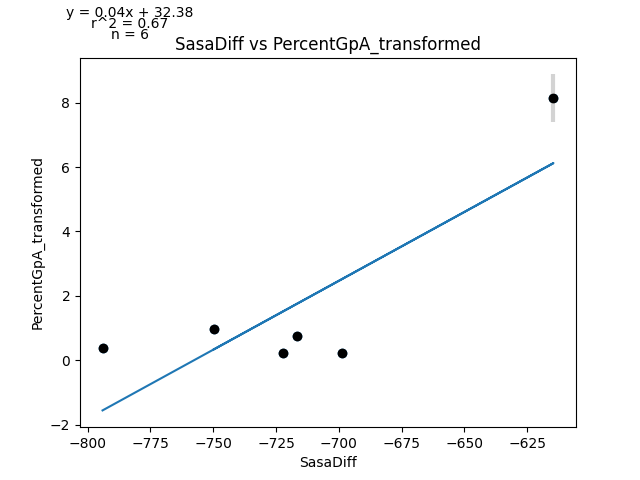 y = 0.04x + 32.38
r^2 = 0.67
n = 6
SasaDiff vs PercentGpA_transformed
PercentGpA_transformed
8
6
4
2
0
−2
−800
−775
−750
−725
−700
−675
−650
−625
SasaDiff